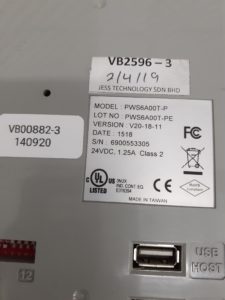 VB2596-3
2/4/19
JESS TECHNOLOGY SDN BHD
MODEL : PWS6A00T-P
LOT NO : PWS6A00T-PE
VERSION : V20-18-11
DATE : 1518
S/N : 6900553305
24VDC, 1.25A Class 2
FC
VB00882-3
140920
UL
C US
LISTED
IND. CONT. EQ.
MADE IN TAIWAN
12
USB
HOST